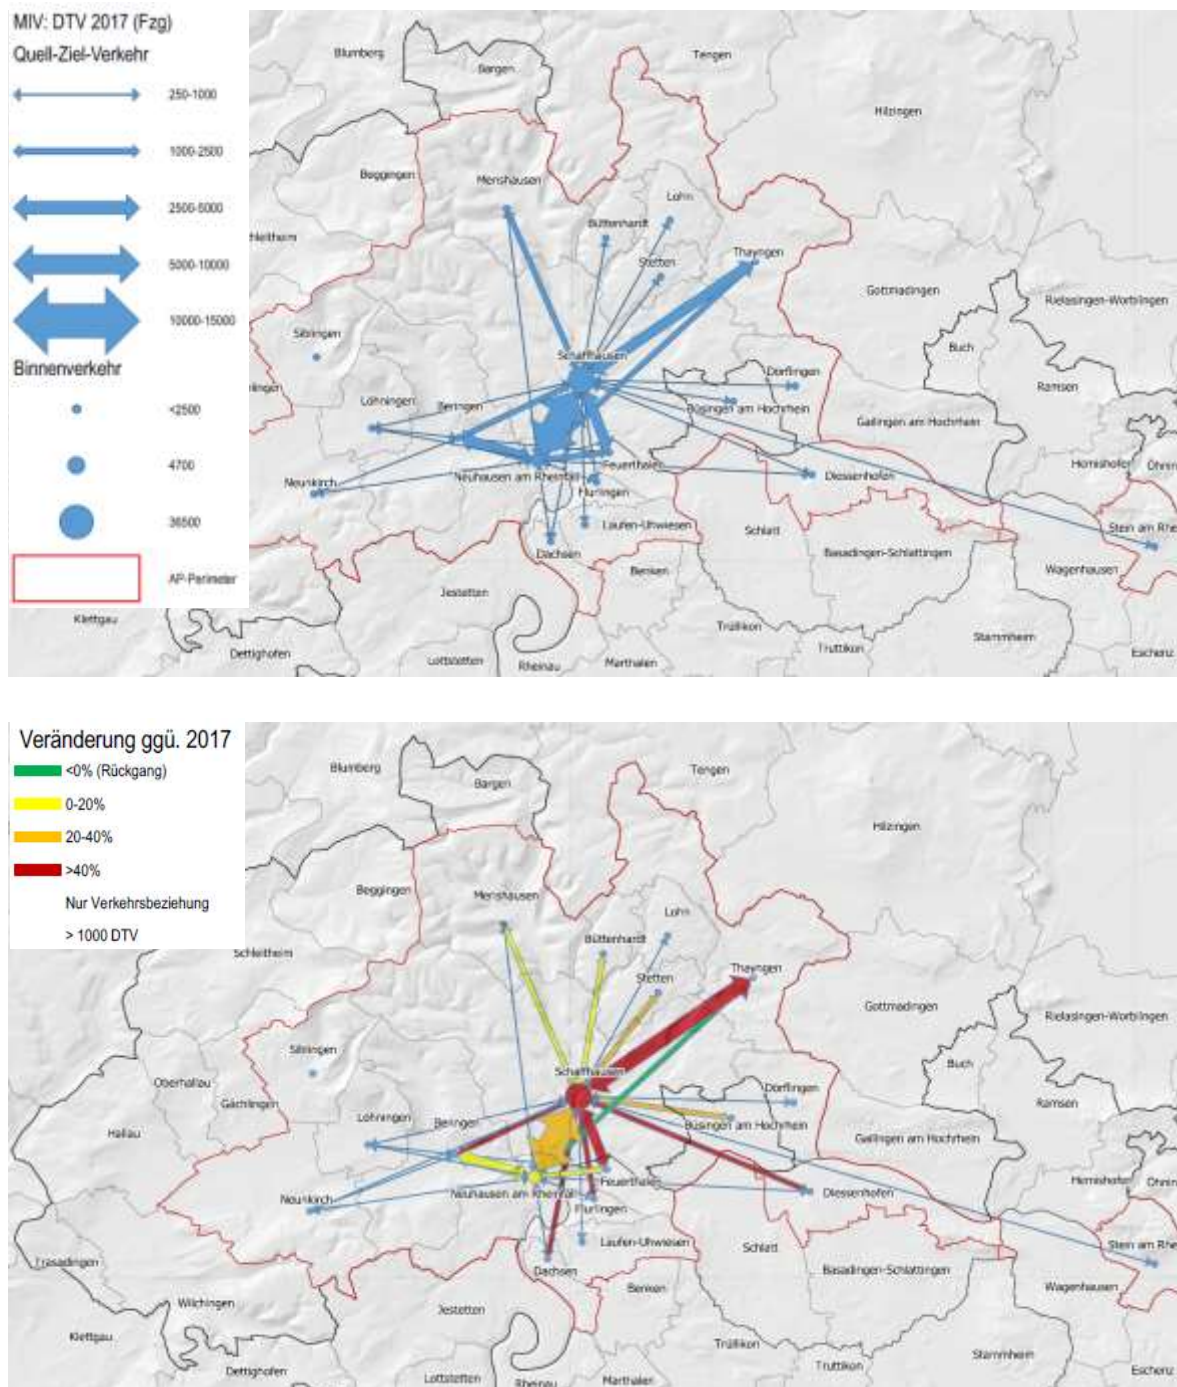 MIV: DTV 2017 (Fzg)
Quell-Ziel-Verkehr
250-1000
1000-2500
2500-5000
5000-10000
10000-15000
Binnenverkehr
<2500
4700
36500
AP-Perimeter
Blumberg
Bargen
Tengen
Hilzingen
Beggingen
Merishausen
Lohn
Büttenhardt
Stetten
Thayngen
Gottmadingen
Rielasingen-Worblingen
Siblingen
Schaffhausen
Dörflingen
Buch
Ramsen
Löhningen
Beringen
Büsingen am Hochrhein
Gailingen am Hochrhein
Neunkirch
Neuhausen am Rheinfall
Feuerthalen
Diessenhofen
Hemishofen
Flurlingen
Laufen-Uhwiesen
Schlatt
Stein am Rhe
Dachsen
Benken
Basadingen-Schlattingen
Wagenhausen
Jestetten
Klettgau
Dettighofen
Lottstetten
Rheinau
Marthalen
Trüllikon
Truttikon
Stammheim
Eschenz
Veränderung ggü. 2017
<0% (Rückgang)
0-20%
20-40%
>40%
Nur Verkehrsbeziehung
> 1000 DTV
Blumberg
Bargen
Tengen
Hilzingen
Beggingen
Merishausen
Lohn
Schleitheim
Büttenhardt
Stetten
Thayngen
Gottmadingen
Rielasingen-Worblingen
Siblingen
Oberhallau
Gächlingen
Schaffhausen
Dörflingen
Buch
Ramsen
Hallau
Löhningen
Beringen
Büsingen am Hochrhein
Gailingen am Hochrhein
Neunkirch
Neuhausen am Rheinfall
Feuerthalen
Diessenhofen
Hemishofen
Flurlingen
Laufen-Uhwiesen
Schlatt
Stein am Rhe
Trasadingen
Dachsen
Benken
Basadingen-Schlattingen
Wagenhausen
Wilchingen
Jestetten
Klettgau
Dettighofen
Lottstetten
Rheinau
Marthalen
Trüllikon
Truttikon
Stammheim
Eschenz